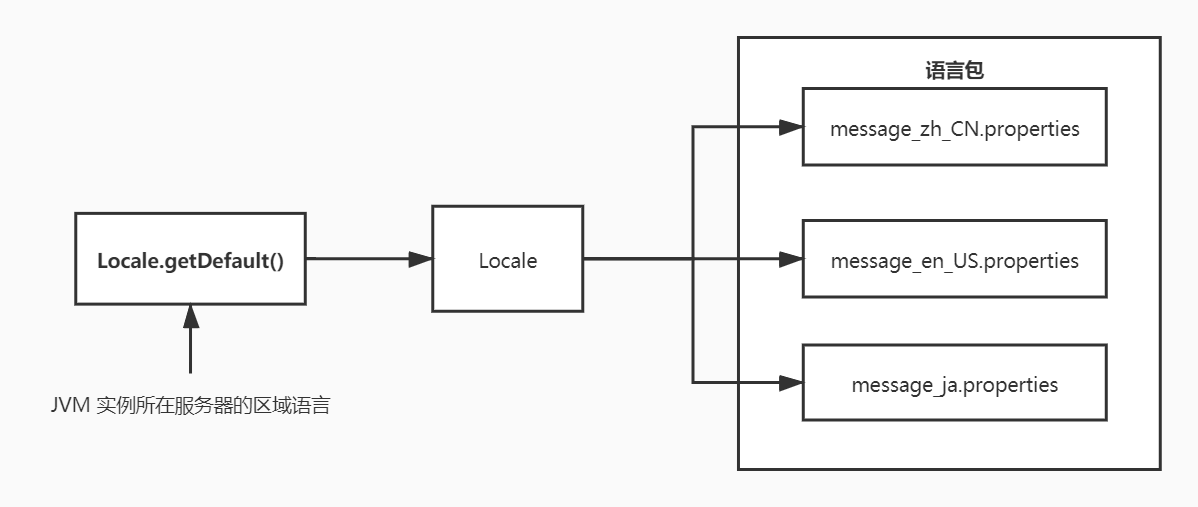 语言包
message_zh_CN.properties
Locale.getDefault()
Locale
message_en_US.properties
message_ja.properties
JVM 实例所在服务器的区域语言